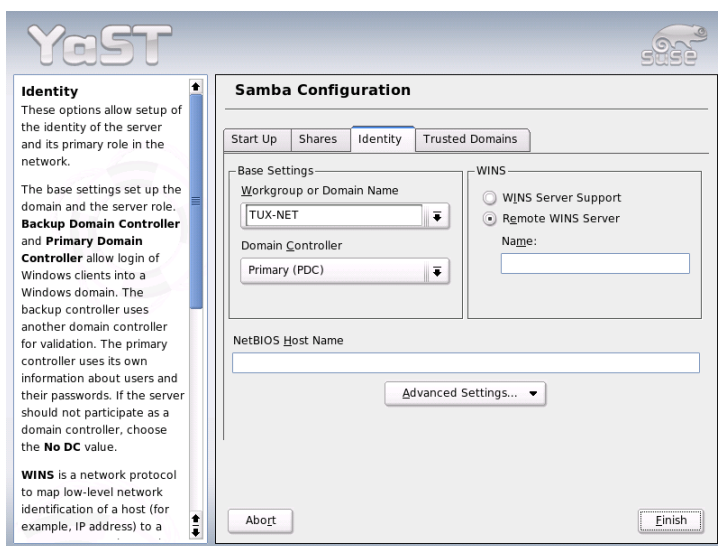 YaST
SUSE
Identity
These options allow setup of
the identity of the server
and its primary role in the
network.
The base settings set up the
domain and the server role.
Backup Domain Controller
and Primary Domain
Controller allow login of
Windows clients into a
Windows domain. The
backup controller uses
another domain controller
for validation. The primary
controller uses its own
information about users and
their passwords. If the server
should not participate as a
domain controller, choose
the No DC value.
WINS is a network protocol
to map low-level network
identification of a host (for
example, IP address) to a
Samba Configuration
Start Up
Shares
Identity
Trusted Domains
Base Settings
Workgroup or Domain Name
TUX-NET
Domain Controller
Primary (PDC)
WINS
WINS Server Support
Remote WINS Server
Name:
NetBIOS Host Name
Advanced Settings...
Abort
Finish